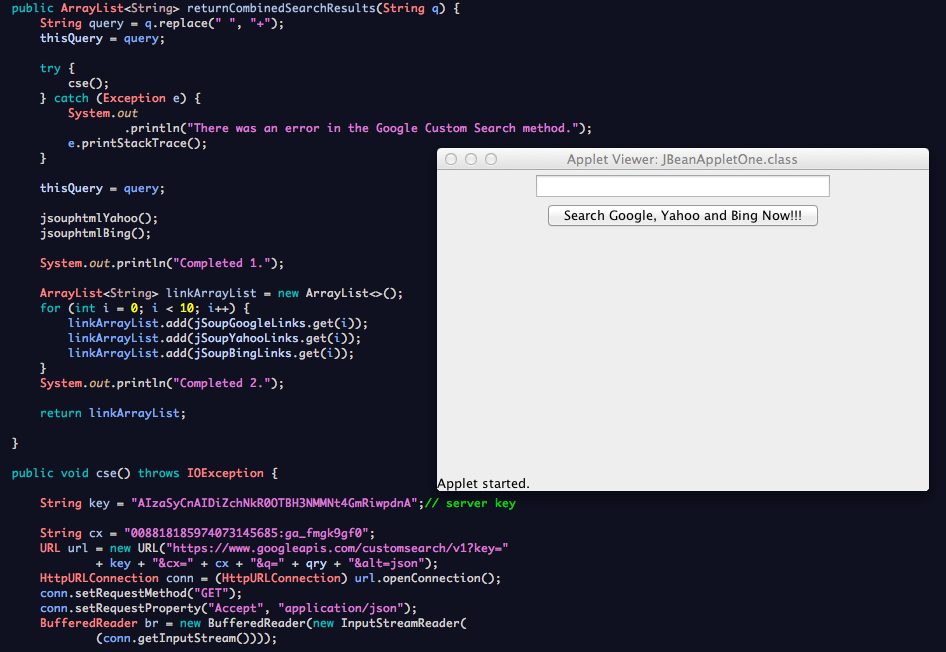 public ArrayList<String> returnCombinedSearchResults(String q) {
String query = q.replace(" ", "+");
thisQuery = query;
try {
cse();
} catch (Exception e) {
System.out
.println("There was an error in the Google Custom Search method.");
e.printStackTrace();
}
thisQuery = query;
jsouphtmlYahoo();
jsouphtmlBing();
System.out.println("Completed 1.");
ArrayList<String> linkArrayList = new ArrayList<>();
for (int i = 0; i < 10; i++) {
linkArrayList.add(jSoupGoogleLinks.get(i));
linkArrayList.add(jSoupYahooLinks.get(i));
linkArrayList.add(jSoupBingLinks.get(i));
}
System.out.println("Completed 2.");
return linkArrayList;
}
public void cse() throws IOException {
String key = "AIzaSyCnAIDiZchNkR0OTBH3NMMNt4GmRiwpdnA";// server key
String cx = "008818185974073145685:ga_fmgk9gf0";
URL url = new URL("https://www.googleapis.com/customsearch/v1?key="
+ key + "&cx=" + cx + "&q=" + qry + "&alt=json");
HttpURLConnection conn = (HttpURLConnection) url.openConnection();
conn.setRequestMethod("GET");
conn.setRequestProperty("Accept", "application/json");
BufferedReader br = new BufferedReader(new InputStreamReader(
(conn.getInputStream())));
Applet Viewer: JBeanAppletOne.class
Search Google, Yahoo and Bing Now!!!
Applet started.